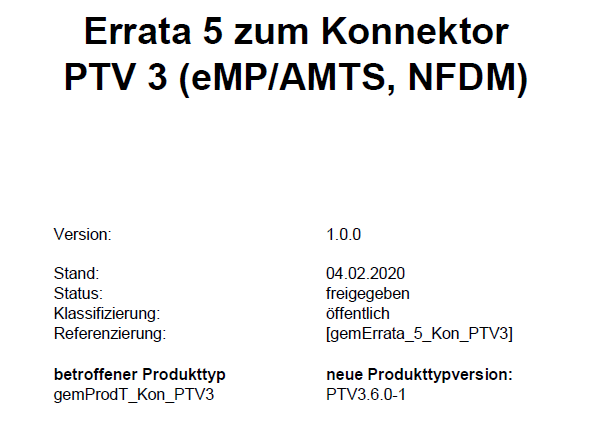 Errata 5 zum Konnektor
PTV 3 (eMP/AMTS, NFDM)
Version: 1.0.0
Stand: 04.02.2020
Status: freigegeben
Klassifizierung: öffentlich
Referenzierung: [gemErrata_5_Kon_PTV3]
betroffener Produkttyp neue Produkttypversion:
gemProdT_Kon_PTV3 PTV3.6.0-1